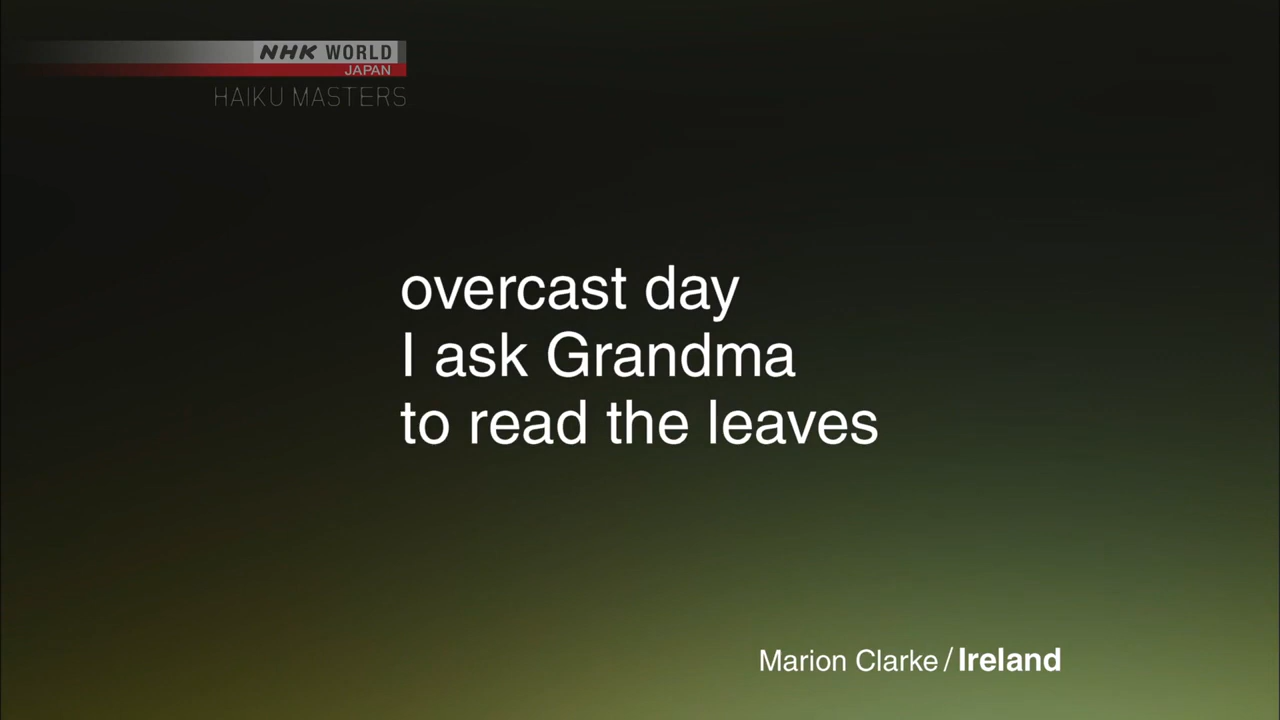 NHK WORLD
JAPAN
HAIKU MASTERS
overcast day
I ask Grandma
to read the leaves
Marion Clarke / Ireland